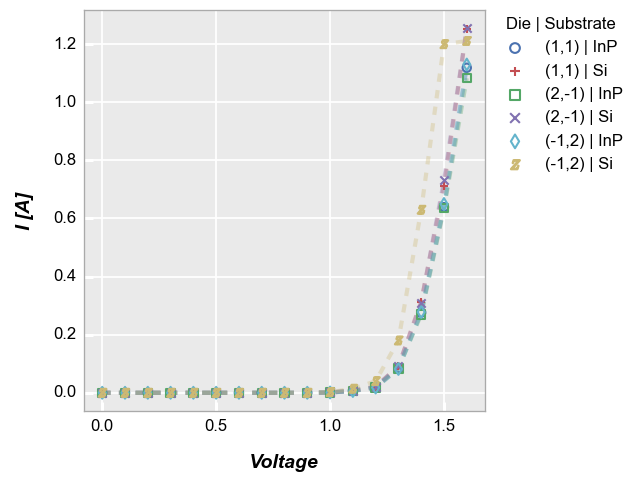 Die | Substrate
(1,1) | InP
(1,1) | Si
(2,-1) | InP
(2,-1) | Si
(-1,2) | InP
(-1,2) | Si
1.2
1.0
0.8
0.6
0.4
0.2
0.0
I [A]
0.0 0.5 1.0 1.5
Voltage